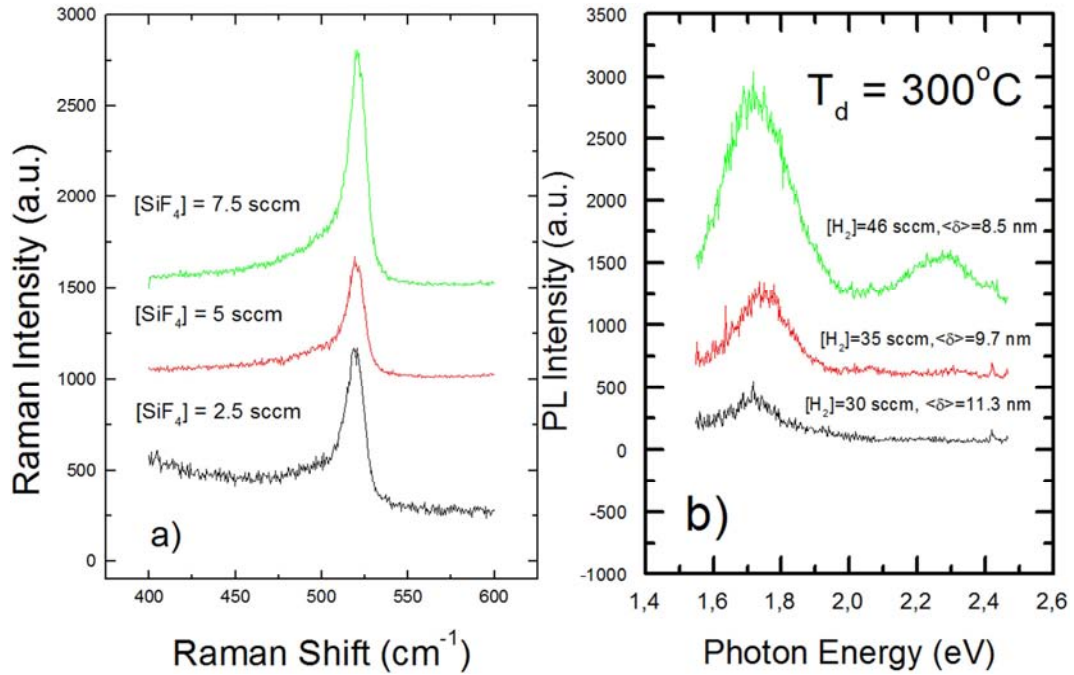 3000
2500
2000
1500
1000
500
0
Raman Intensity (a.u.)
[SiF₄] = 7.5 sccm
[SiF₄] = 5 sccm
[SiF₄] = 2.5 sccm
a)
400 450 500 550 600
Raman Shift (cm⁻¹)
3500
3000
2500
2000
1500
1000
500
0
-500
-1000
PL Intensity (a.u.)
T_d = 300°C
[H₂]=46 sccm,<δ>=8.5 nm
[H₂]=35 sccm,<δ>=9.7 nm
[H₂]=30 sccm, <δ>=11.3 nm
b)
1,4 1,6 1,8 2,0 2,2 2,4 2,6
Photon Energy (eV)